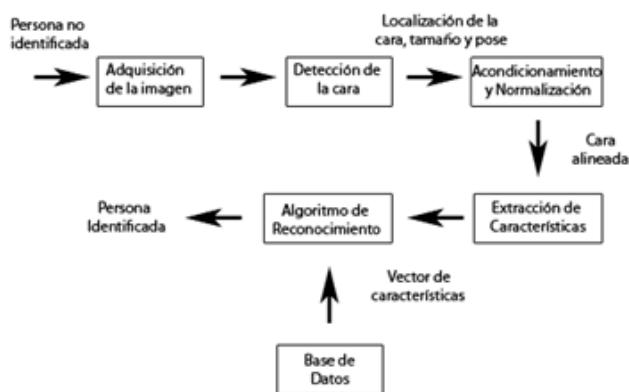 Persona no
identificada
Adquisición
de la imagen
Detección de
la cara
Localización de la
cara, tamaño y pose
Acondicionamiento
y Normalización
Cara
alineada
Extracción de
Características
Algoritmo de
Reconocimiento
Persona
Identificada
Vector de
características
Base de
Datos